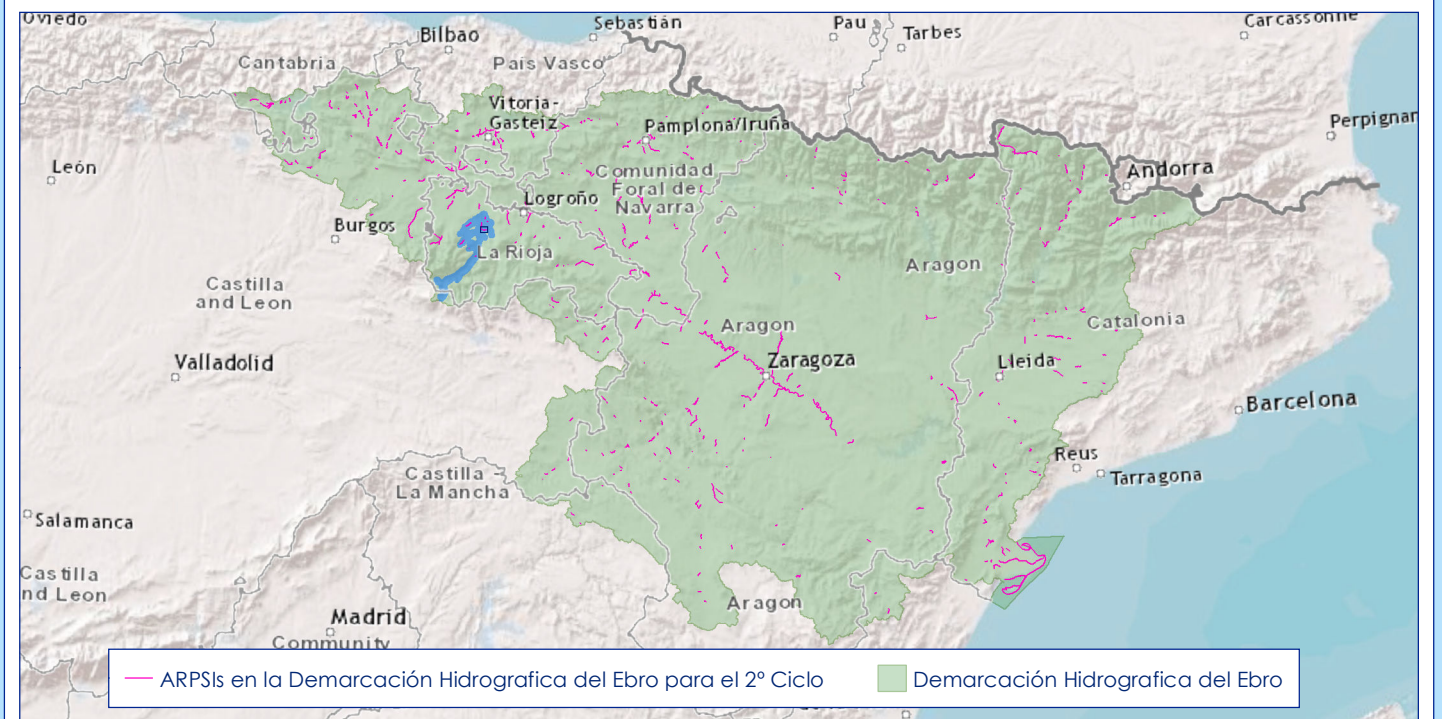 Oviedo
Sebastián
Pau
Tarbes
Carcassonne
Bilbao
Cantabria
País Vasco
Vitoria-
Gasteiz
Pamplona/Iruña
Perpignan
León
Comunidad
Foral de
Navarra
Andorra
Logroño
Burgos
La Rioja
Aragon
Castilla
and Leon
Aragon
Catalonia
Valladolid
Zaragoza
Lleida
Barcelona
Reus
Castilla
La Mancha
Tarragona
Salamanca
Castilla
nd Leon
Aragon
Madrid
Community
ARPSIs en la Demarcación Hidrografica del Ebro para el 2º Ciclo
Demarcación Hidrografica del Ebro